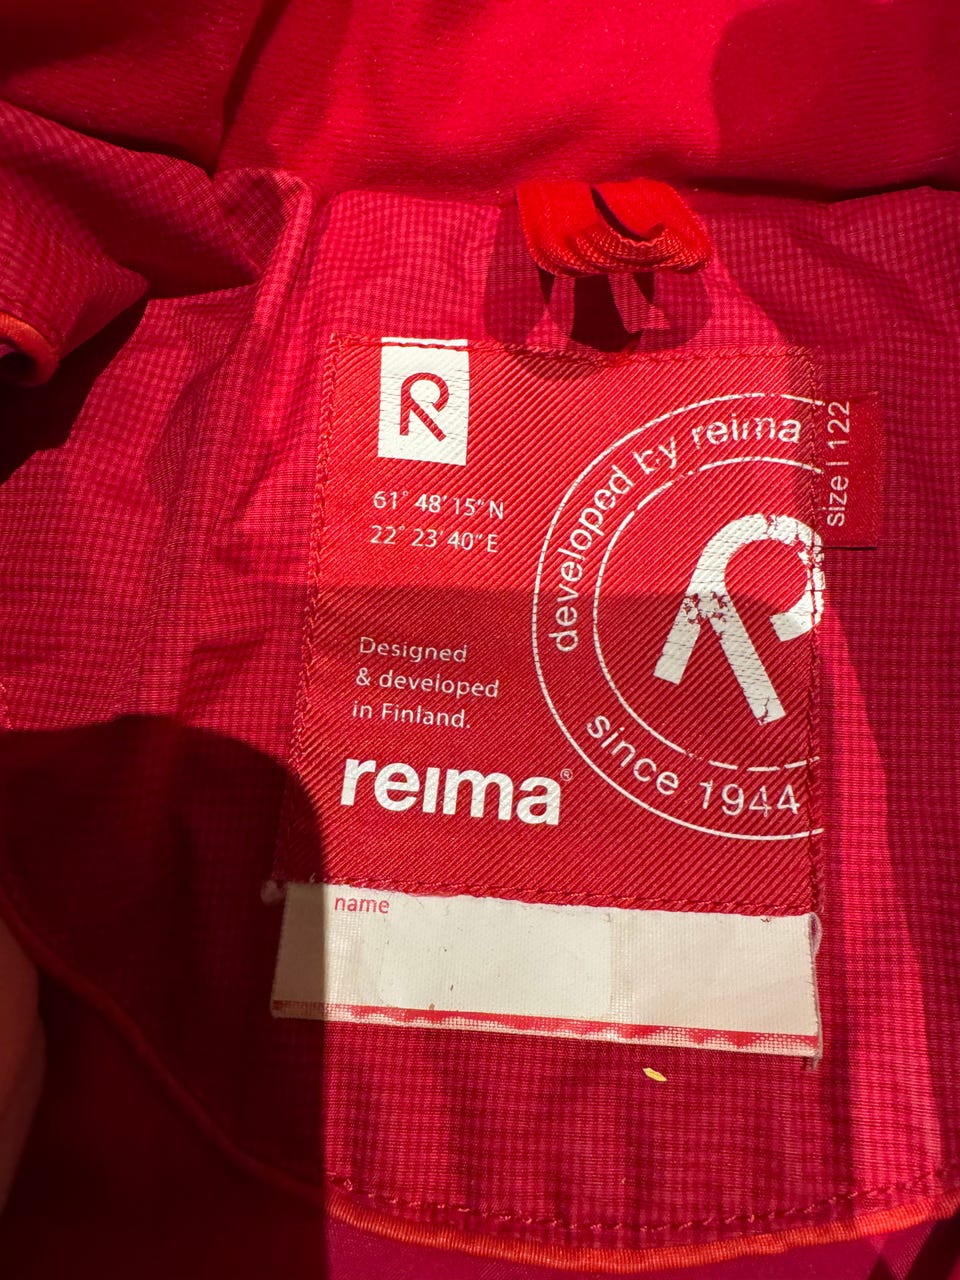 R
61° 48' 15" N
22° 23' 40" E
Designed
& developed
in Finland.
reima®
developed by reima
since 1944
size | 122
name